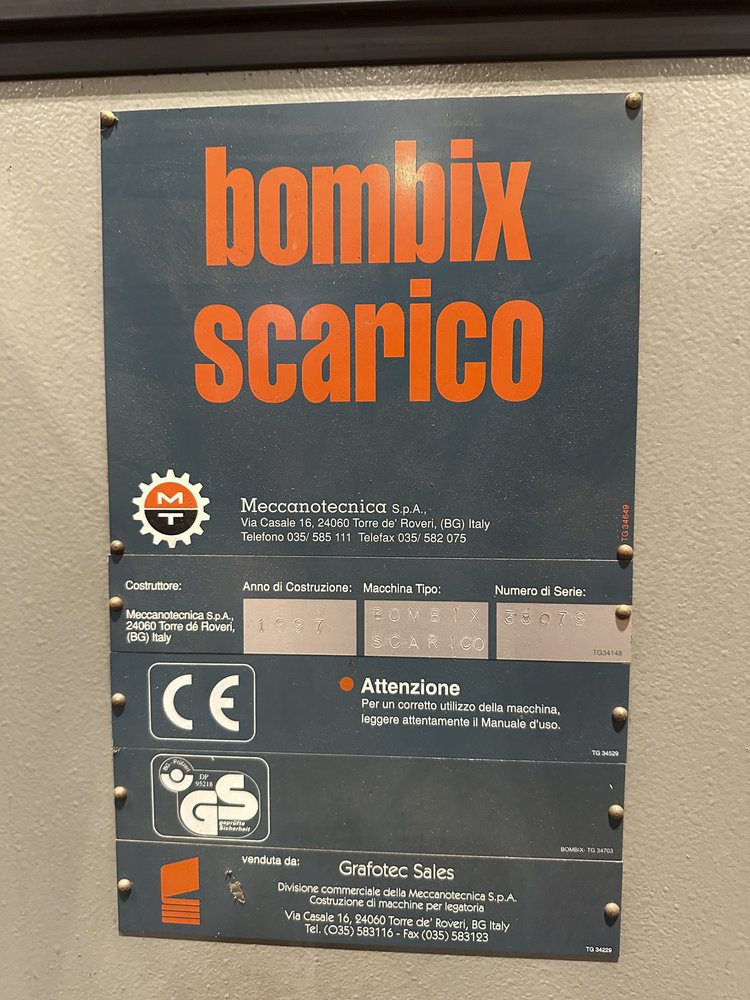 bombix
scarico
MT
Meccanotecnica S.p.A.,
Via Casale 16, 24060 Torre de' Roveri, (BG) Italy
Telefono 035/ 585 111 Telefax 035/ 582 075
TG 34649
Costruttore:
Meccanotecnica S.p.A.,
24060 Torre dé Roveri,
(BG) Italy
Anno di Costruzione:
1997
Macchina Tipo:
BOMBIX
SCARICO
Numero di Serie:
38079
TG34148
CE
Attenzione
Per un corretto utilizzo della macchina,
leggere attentamente il Manuale d'uso.
TG 34529
BG-PRÜFZERT
DP
95218
GS
geprüfte
Sicherheit
BOMBIX- TG 34703
venduta da:
Grafotec Sales
Divisione commerciale della Meccanotecnica S.p.A.
Costruzione di macchine per legatoria
Via Casale 16, 24060 Torre de' Roveri, BG Italy
Tel. (035) 583116 - Fax (035) 583123
TG 34229